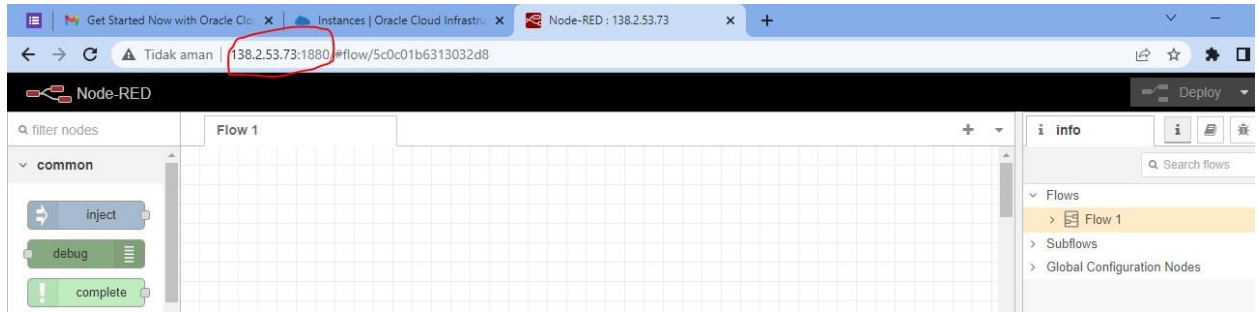 Get Started Now with Oracle Clo
Instances | Oracle Cloud Infrastru
Node-RED : 138.2.53.73
Tidak aman | 138.2.53.73:1880/#flow/5c0c01b6313032d8
Node-RED
Deploy
filter nodes
Flow 1
i info
common
Search flows
Flows
inject
Flow 1
debug
Subflows
Global Configuration Nodes
complete